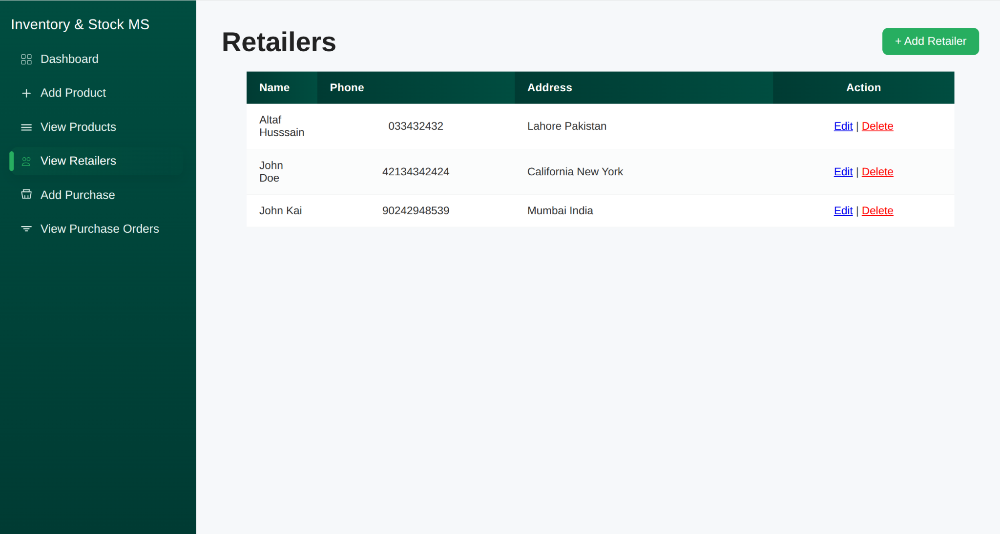 Inventory & Stock MS
Dashboard
Add Product
View Products
View Retailers
Add Purchase
View Purchase Orders
Retailers
+ Add Retailer
Name Phone Address Action
Altaf
Husssain
033432432 Lahore Pakistan Edit | Delete
John
Doe
42134342424 California New York Edit | Delete
John Kai 90242948539 Mumbai India Edit | Delete